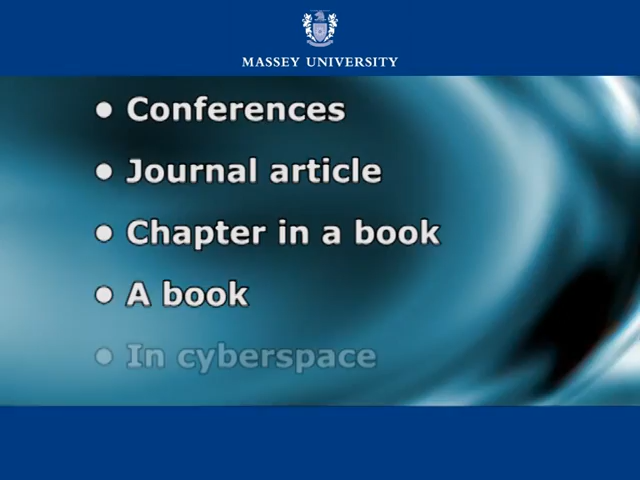 MASSEY UNIVERSITY
• Conferences
• Journal article
• Chapter in a book
• A book
• In cyberspace